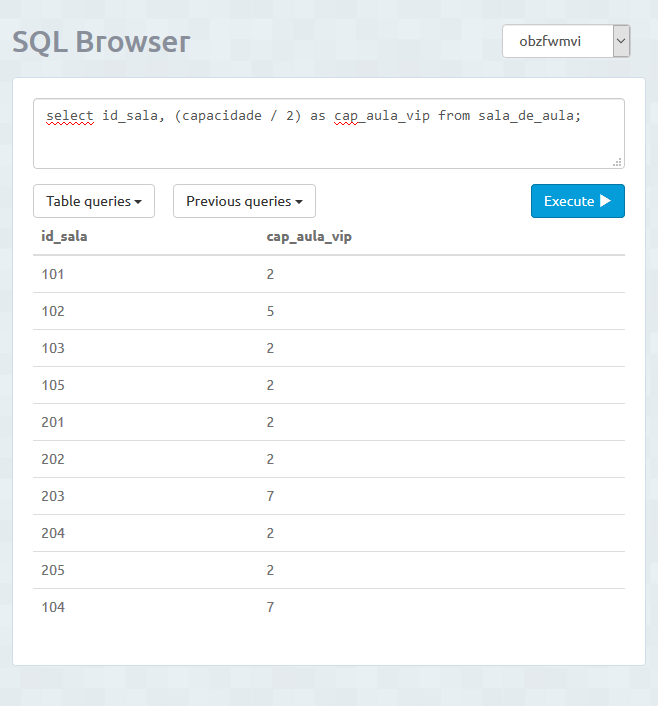 SQL Browser
obzfwmvi
select id_sala, (capacidade / 2) as cap_aula_vip from sala_de_aula;
Table queries Previous queries Execute
id_sala cap_aula_vip
101 2
102 5
103 2
105 2
201 2
202 2
203 7
204 2
205 2
104 7